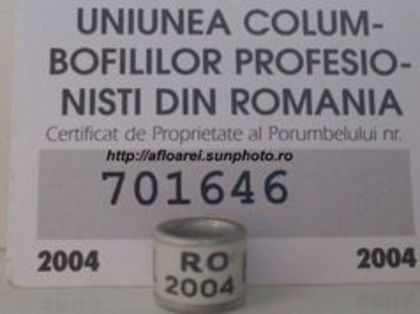 UNIUNEA COLUM-
BOFILILOR PROFESIO-
NISTI DIN ROMANIA
Certificat de Proprietate al Porumbelului nr.
http://afloarei.sunphoto.ro
701646
2004 2004
RO
2004